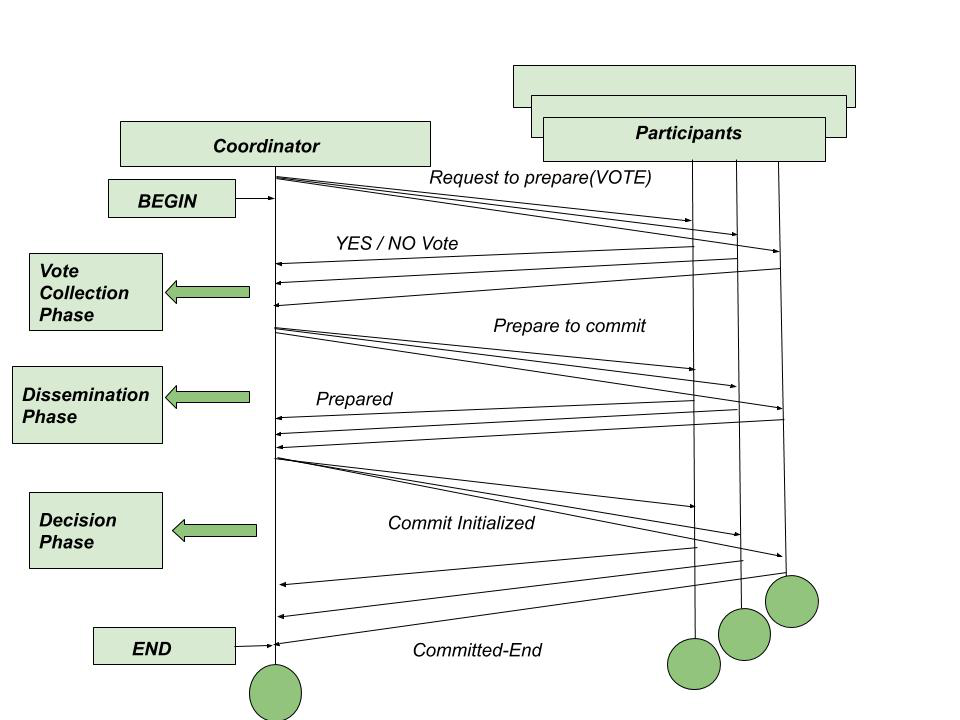 Participants
Coordinator
Request to prepare(VOTE)
BEGIN
YES / NO Vote
Vote
Collection
Phase
Prepare to commit
Dissemination
Phase
Prepared
Decision
Phase
Commit Initialized
END
Committed-End